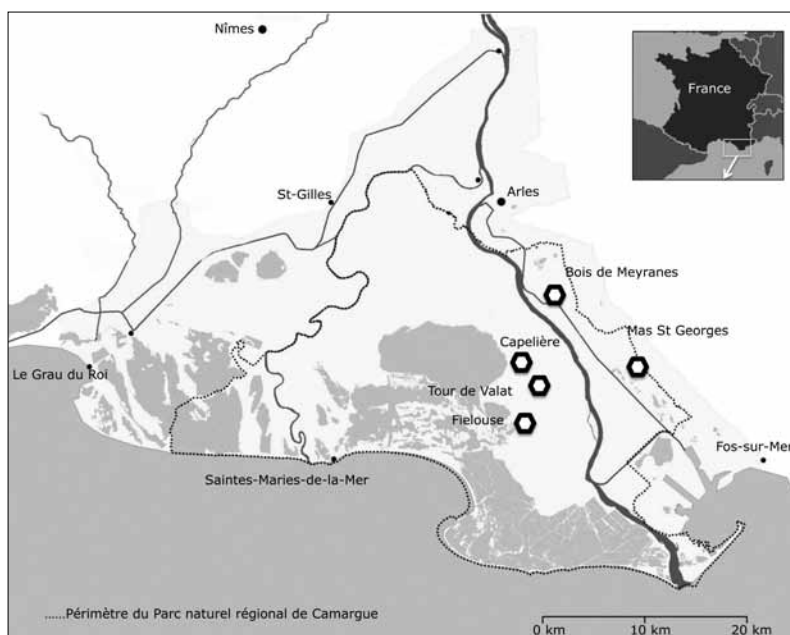 Nîmes
France
St-Gilles
Arles
Bois de Meyranes
Mas St Georges
Capelière
Le Grau du Roi
Tour de Valat
Fielouse
Fos-sur-Mer
Saintes-Maries-de-la-Mer
......Périmètre du Parc naturel régional de Camargue
0 km 10 km 20 km